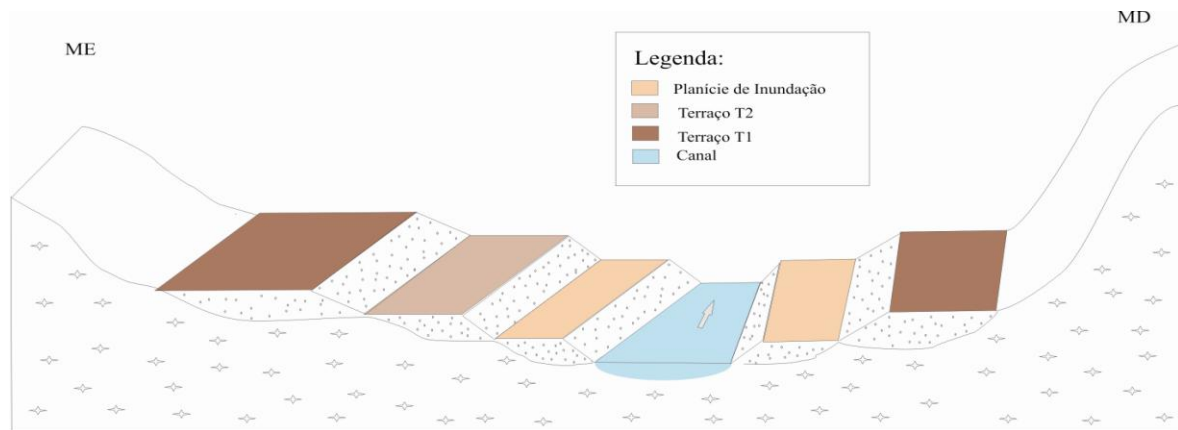 ME
MD
Legenda:
Planície de Inundação
Terraço T2
Terraço T1
Canal